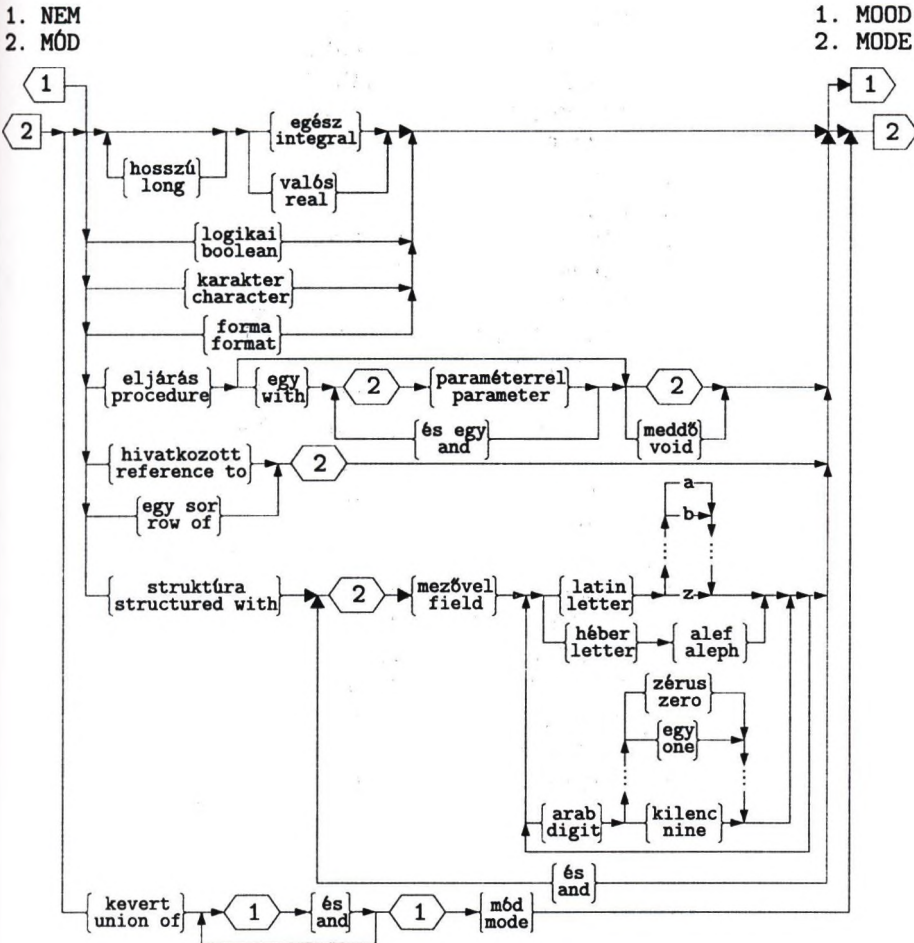 1. NEM
1. MOOD
2. MÓD
2. MODE
1
1
2
egész
integral
2
hosszú
long
valós
real
logikai
boolean
karakter
character
forma
format
eljárás
procedure
egy
with
2
paraméterrel
parameter
2
és egy
and
meddő
void
hivatkozott
reference to
2
egy sor
row of
a
b
struktúra
structured with
2
mezővel
field
latin
letter
z
héber
letter
alef
aleph
zérus
zero
egy
one
arab
digit
kilenc
nine
és
and
kevert
union of
1
és
and
1
mód
mode